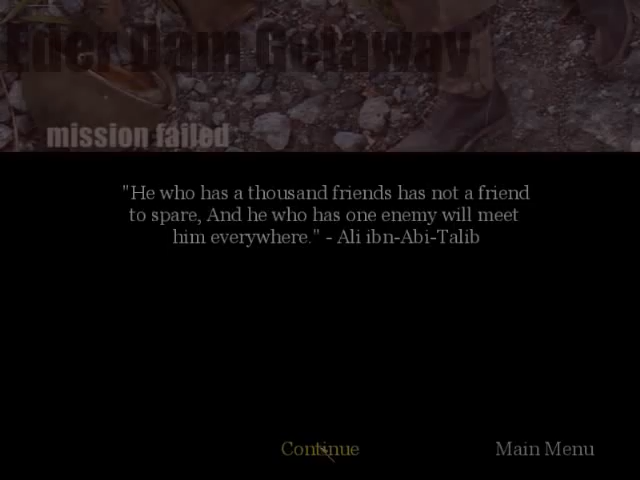 Eder Dam Getaway
mission failed
"He who has a thousand friends has not a friend
to spare, And he who has one enemy will meet
him everywhere." - Ali ibn-Abi-Talib
Continue
Main Menu